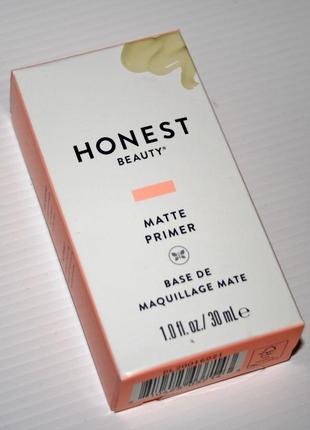 HONEST
BEAUTY®
MATTE
PRIMER
BASE DE
MAQUILLAGE MATE
1.0 fl. oz./30 mL e